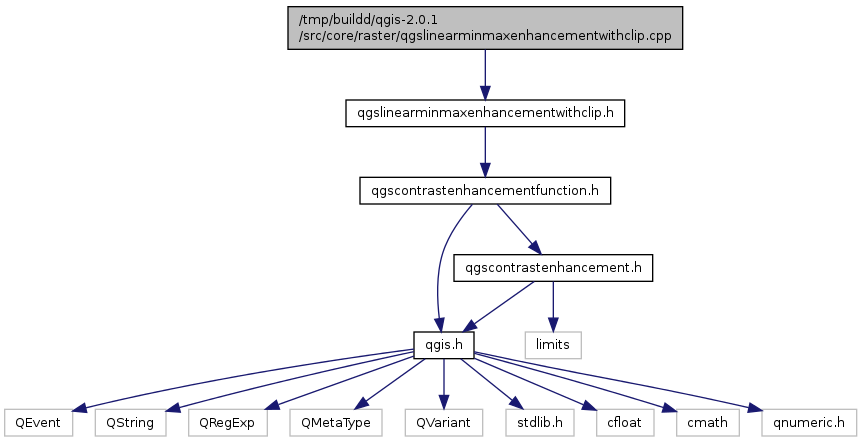 /tmp/buildd/qgis-2.0.1
/src/core/raster/qgslinearminmaxenhancementwithclip.cpp
qgslinearminmaxenhancementwithclip.h
qgscontrastenhancementfunction.h
qgscontrastenhancement.h
qgis.h
limits
QEvent
QString
QRegExp
QMetaType
QVariant
stdlib.h
cfloat
cmath
qnumeric.h